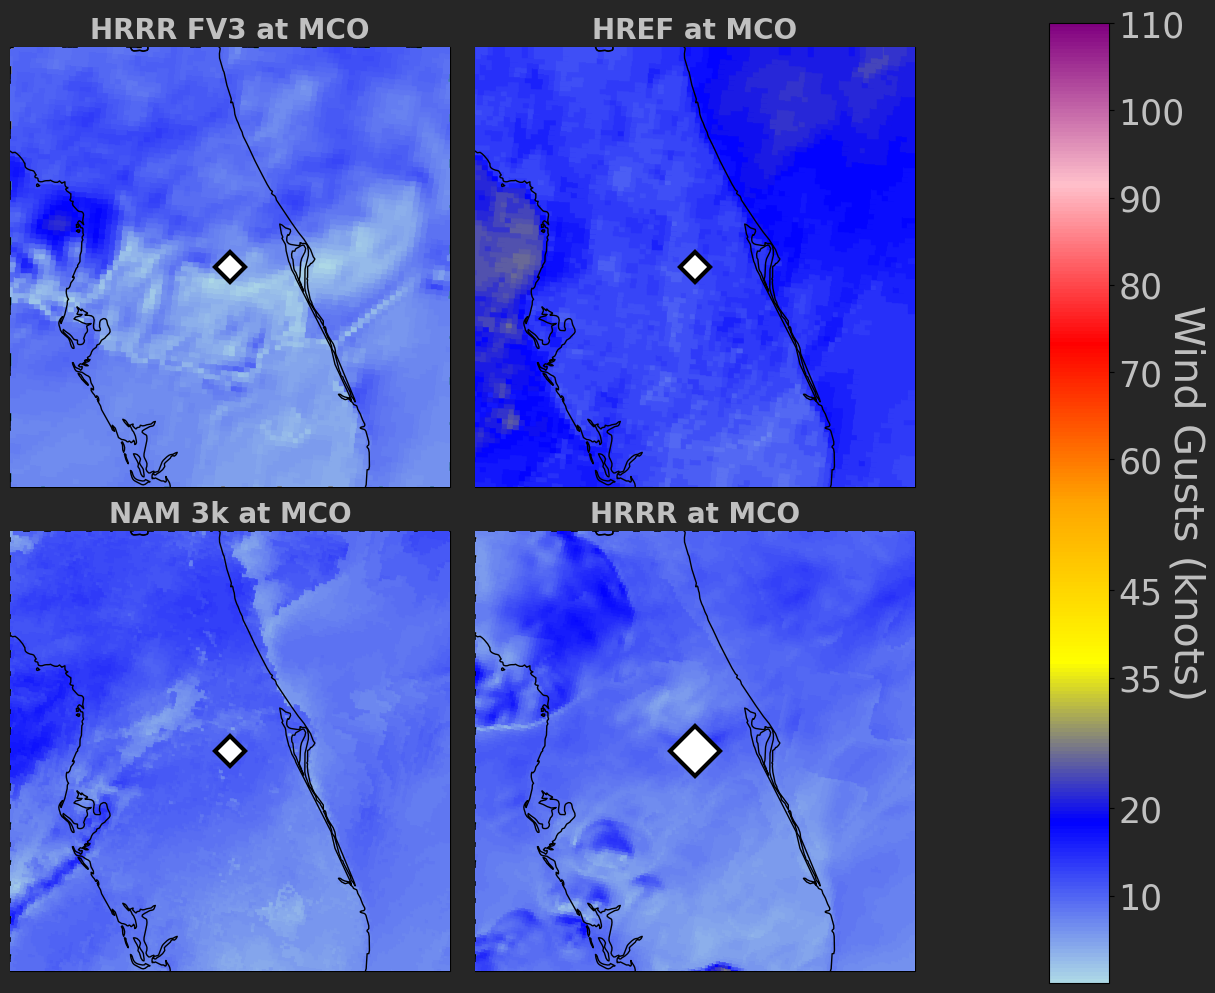 HRRR FV3 at MCO
HREF at MCO
NAM 3k at MCO
HRRR at MCO
110
100
90
80
70
60
45
35
20
10
Wind Gusts (knots)